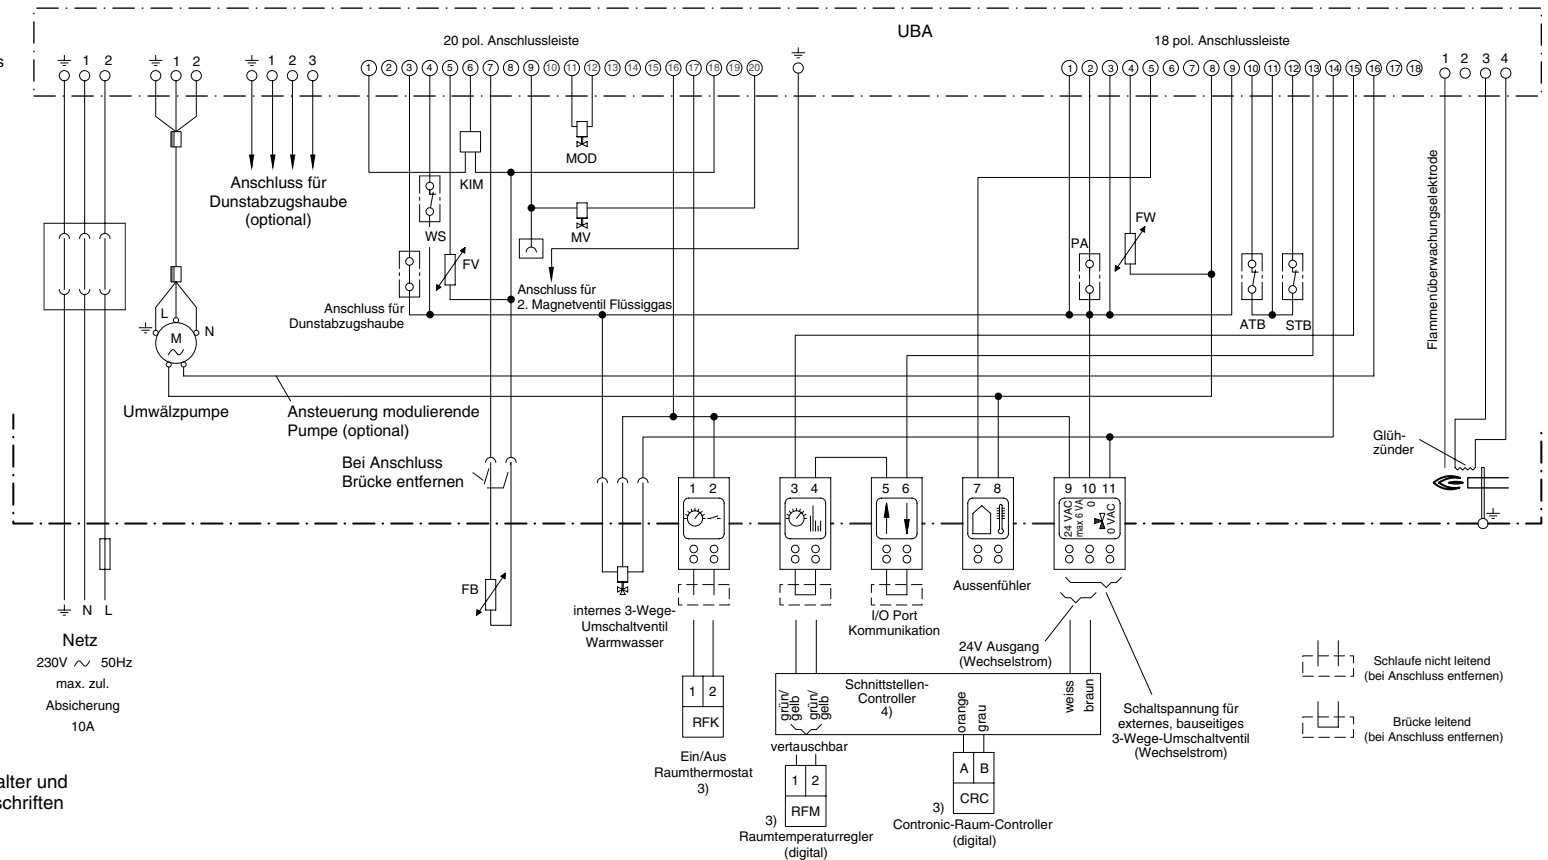 UBA
20 pol. Anschlussleiste
18 pol. Anschlussleiste
s
1 2
1 2
1 2 3
1 2 3 4 5 6 7 8 9 10 11 12 13 14 15 16 17 18 19 20
1 2 3 4 5 6 7 8 9 10 11 12 13 14 15 16 17 18
1 2 3 4
MOD
Anschluss für
Dunstabzugshaube
(optional)
KIM
WS
MV
FV
PA
FW
Flammenüberwachungselektrode
Anschluss für
2. Magnetventil Flüssiggas
Anschluss für
Dunstabzugshaube
ATB
STB
L
N
M
Umwälzpumpe
Ansteuerung modulierende
Pumpe (optional)
Bei Anschluss
Brücke entfernen
Glüh-
zünder
1 2
3 4
5 6
7 8
9 10 11
24 VAC
max 6 VA
0
0 VAC
FB
Aussenfühler
internes 3-Wege-
Umschaltventil
Warmwasser
I/O Port
Kommunikation
N L
Netz
230V 50Hz
max. zul.
Absicherung
10A
24V Ausgang
(Wechselstrom)
Schlaufe nicht leitend
(bei Anschluss entfernen)
Brücke leitend
(bei Anschluss entfernen)
1 2
RFK
Ein/Aus
Raumthermostat
3)
grün/
gelb
grün/
gelb
Schnittstellen-
Controller
4)
orange
grau
weiss
braun
Schaltspannung für
externes, bauseitiges
3-Wege-Umschaltventil
(Wechselstrom)
vertauschbar
1 2
RFM
3)
Raumtemperaturregler
(digital)
A B
CRC
3)
Contronic-Raum-Controller
(digital)
alter und
schriften